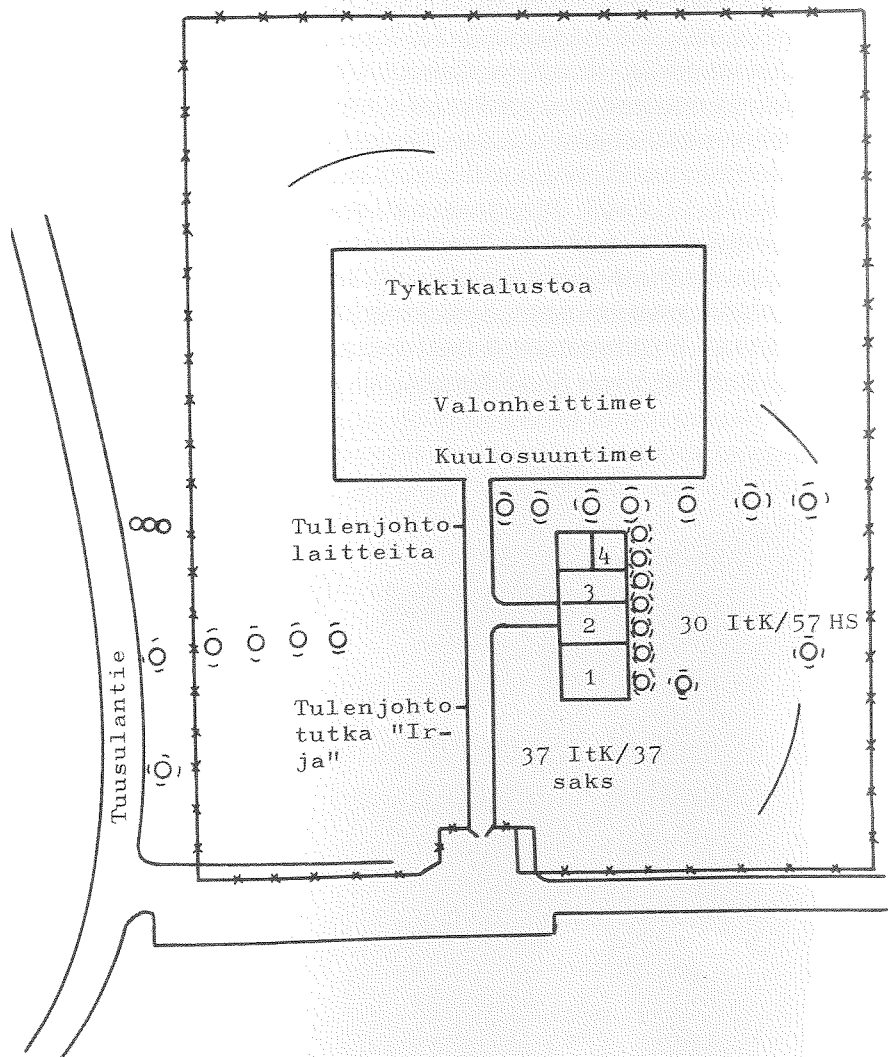 Tykkikalustoa
Valonheittimet
Kuulosuuntimet
Tulenjohto-
laitteita
4
3
2
1
30 ItK/57 HS
Tuusulantie
Tulenjohto-
tutka "Ir-
ja"
37 ItK/37
saks